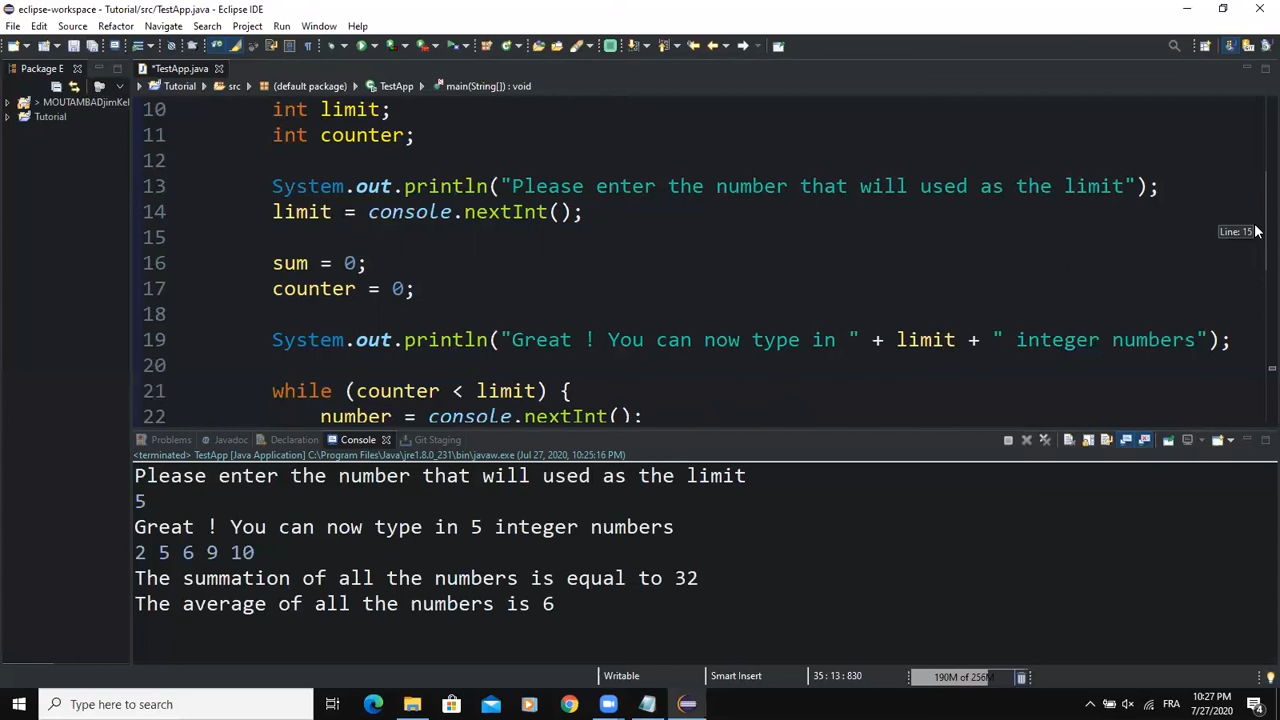 eclipse-workspace - Tutorial/src/TestApp.java - Eclipse IDE
File Edit Source Refactor Navigate Search Project Run Window Help
Package E
*TestApp.java
Tutorial src (default package) TestApp main(String[]) : void
> MOUTAMBADjimKel
Tutorial
10 int limit;
11 int counter;
12
13 System.out.println("Please enter the number that will used as the limit");
14 limit = console.nextInt();
Line: 15
15
16 sum = 0;
17 counter = 0;
18
19 System.out.println("Great ! You can now type in " + limit + " integer numbers");
20
21 while (counter < limit) {
22 number = console.nextInt();
Problems Javadoc Declaration Console Git Staging
<terminated> TestApp [Java Application] C:\Program Files\Java\jre1.8.0_231\bin\javaw.exe (Jul 27, 2020, 10:25:16 PM)
Please enter the number that will used as the limit
5
Great ! You can now type in 5 integer numbers
2 5 6 9 10
The summation of all the numbers is equal to 32
The average of all the numbers is 6
Writable Smart Insert 35 : 13 : 830 190M of 256M
Type here to search
FRA
10:27 PM
7/27/2020
4